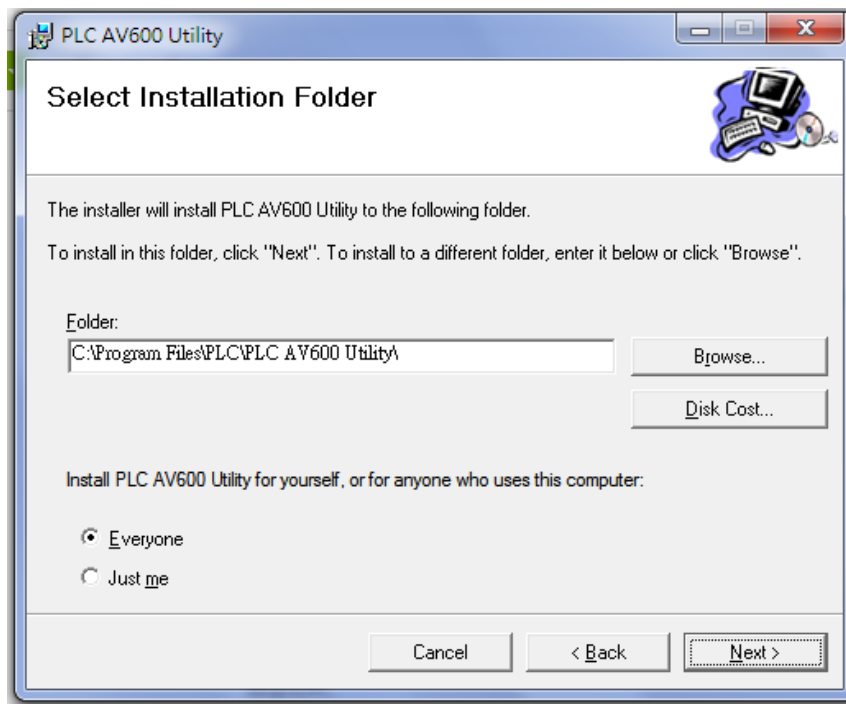 PLC AV600 Utility
Select Installation Folder
The installer will install PLC AV600 Utility to the following folder.
To install in this folder, click "Next". To install to a different folder, enter it below or click "Browse".
Folder:
C:\Program Files\PLC\PLC AV600 Utility\
Browse...
Disk Cost...
Install PLC AV600 Utility for yourself, or for anyone who uses this computer:
Everyone
Just me
Cancel
< Back
Next >